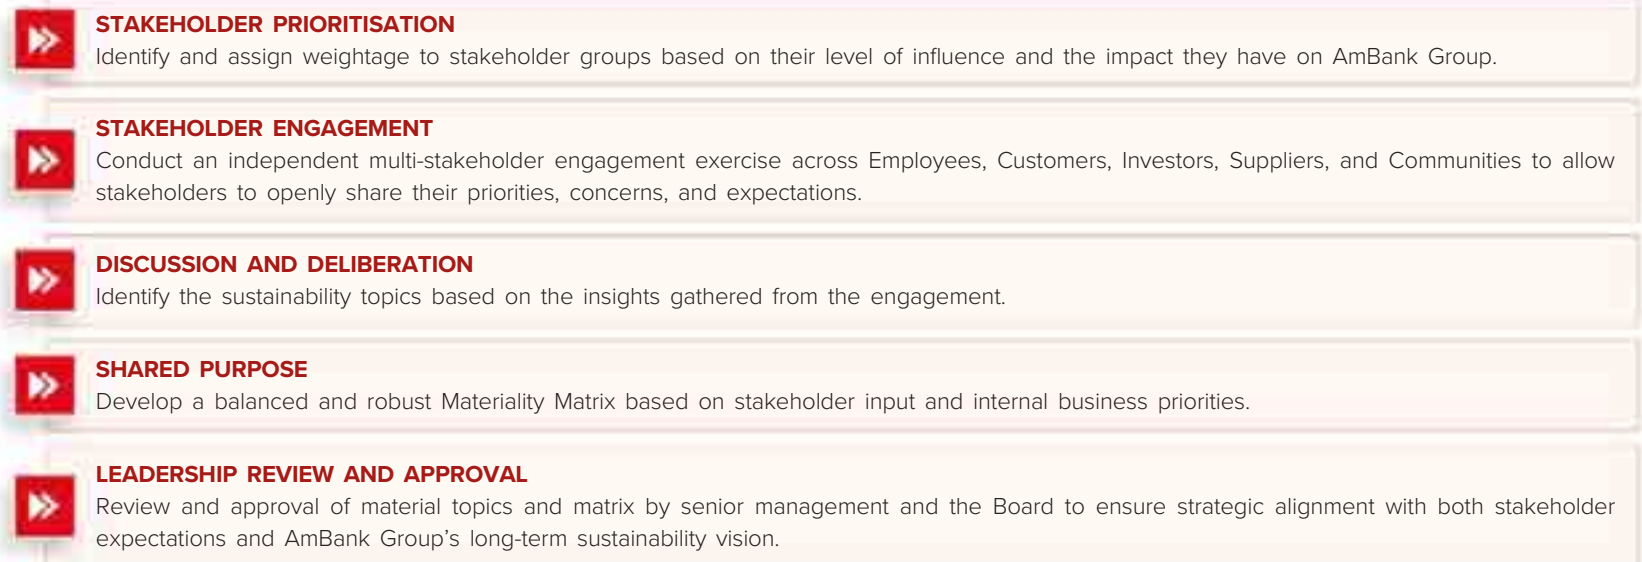 STAKEHOLDER PRIORITISATION
Identify and assign weightage to stakeholder groups based on their level of influence and the impact they have on AmBank Group.
STAKEHOLDER ENGAGEMENT
Conduct an independent multi-stakeholder engagement exercise across Employees, Customers, Investors, Suppliers, and Communities to allow
stakeholders to openly share their priorities, concerns, and expectations.
DISCUSSION AND DELIBERATION
Identify the sustainability topics based on the insights gathered from the engagement.
SHARED PURPOSE
Develop a balanced and robust Materiality Matrix based on stakeholder input and internal business priorities.
LEADERSHIP REVIEW AND APPROVAL
Review and approval of material topics and matrix by senior management and the Board to ensure strategic alignment with both stakeholder
expectations and AmBank Group's long-term sustainability vision.